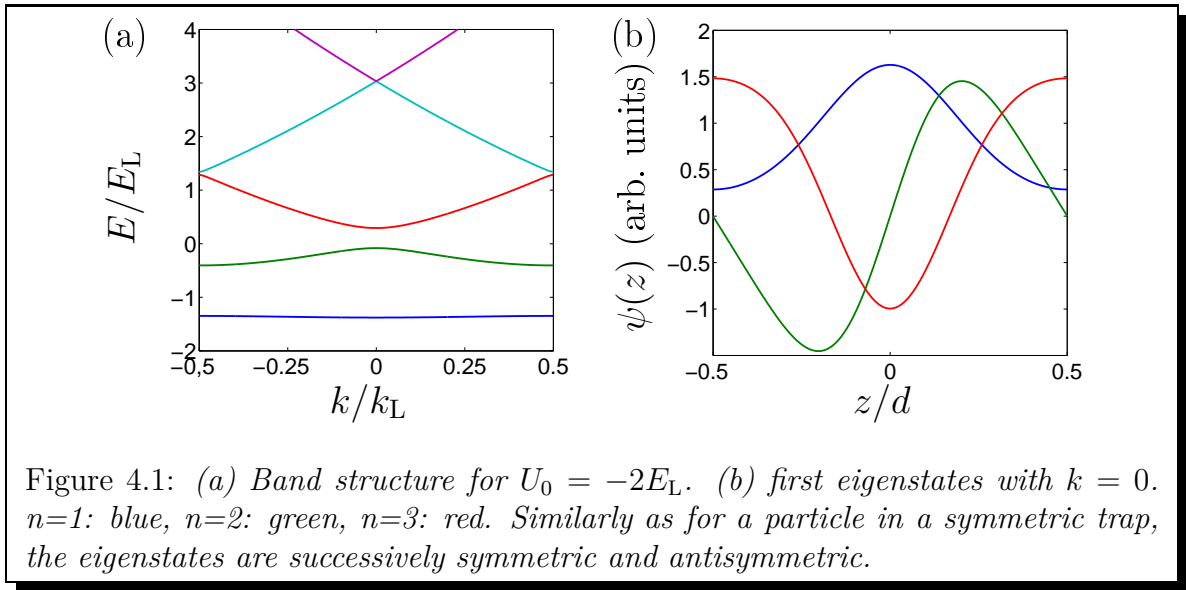 (a)
E/E_L
4
3
2
1
0
−1
−2
−0.5
−0.25
0
0.25
0.5
k/k_L
(b)
ψ(z) (arb. units)
2
1.5
1
0.5
0
−0.5
−1
−0.5
0
0.5
z/d
Figure 4.1: (a) Band structure for U_0 = −2E_L. (b) first eigenstates with k = 0.
n=1: blue, n=2: green, n=3: red. Similarly as for a particle in a symmetric trap,
the eigenstates are successively symmetric and antisymmetric.